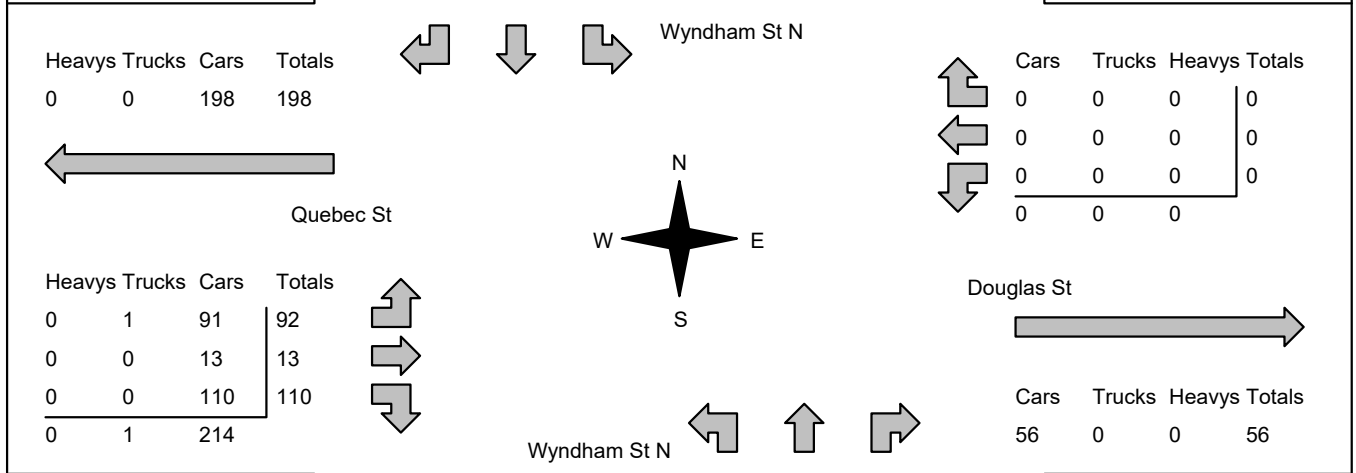 Wyndham St N
Heavys Trucks Cars Totals
0 0 198 198
Cars Trucks Heavys Totals
0 0 0 0
0 0 0 0
0 0 0 0
0 0 0
Quebec St
N
W E
S
Heavys Trucks Cars Totals
0 1 91 92
0 0 13 13
0 0 110 110
0 1 214
Douglas St
Cars Trucks Heavys Totals
56 0 0 56
Wyndham St N